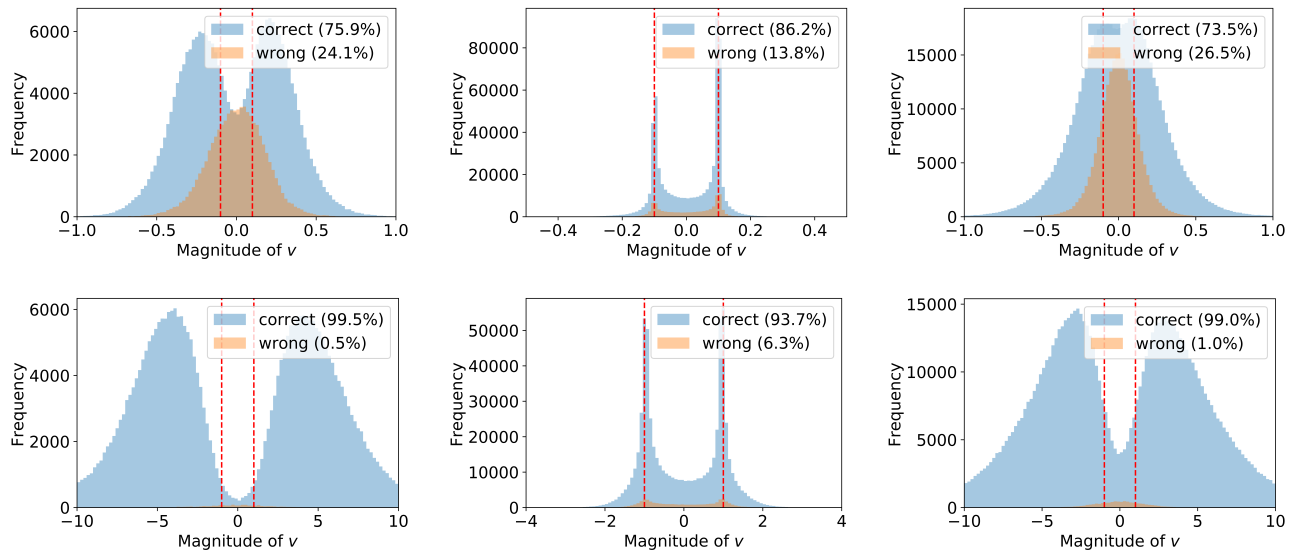 correct (75.9%)
wrong (24.1%)
6000
4000
2000
0
Frequency
−1.0 −0.5 0.0 0.5 1.0
Magnitude of v
correct (86.2%)
wrong (13.8%)
80000
60000
40000
20000
0
Frequency
−0.4 −0.2 0.0 0.2 0.4
Magnitude of v
correct (73.5%)
wrong (26.5%)
15000
10000
5000
0
Frequency
−1.0 −0.5 0.0 0.5 1.0
Magnitude of v
correct (99.5%)
wrong (0.5%)
6000
4000
2000
0
Frequency
−10 −5 0 5 10
Magnitude of v
correct (93.7%)
wrong (6.3%)
50000
40000
30000
20000
10000
0
Frequency
−4 −2 0 2 4
Magnitude of v
correct (99.0%)
wrong (1.0%)
15000
10000
5000
0
Frequency
−10 −5 0 5 10
Magnitude of v